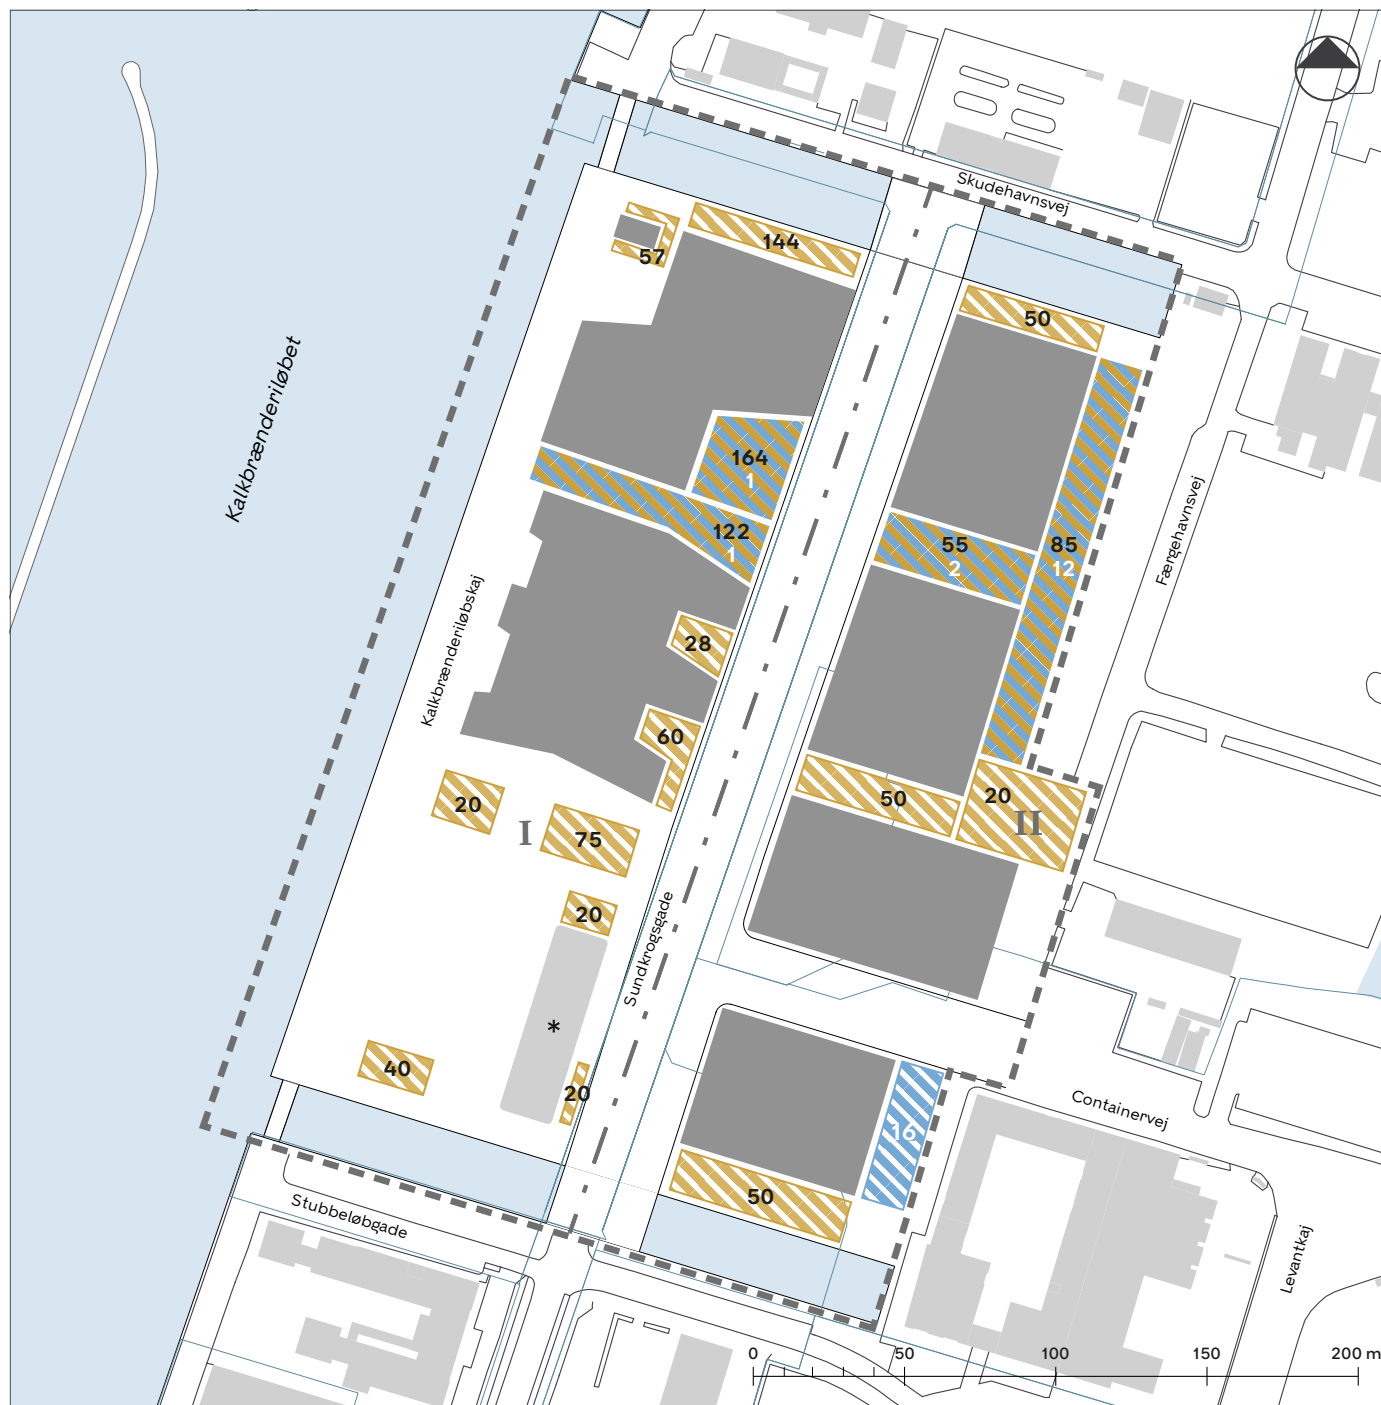 Skudehavnsvej
57
144
50
Kalkbrænderiløbet
164
1
122
1
55
2
85
12
Færgehavnsvej
Kalkbrænderiløbskaj
28
60
20
I
75
50
20
II
20
Sundkrogsgade
*
40
20
Containervej
16
50
Stubbeløbgade
Levantkaj
0 50 100 150 200 m